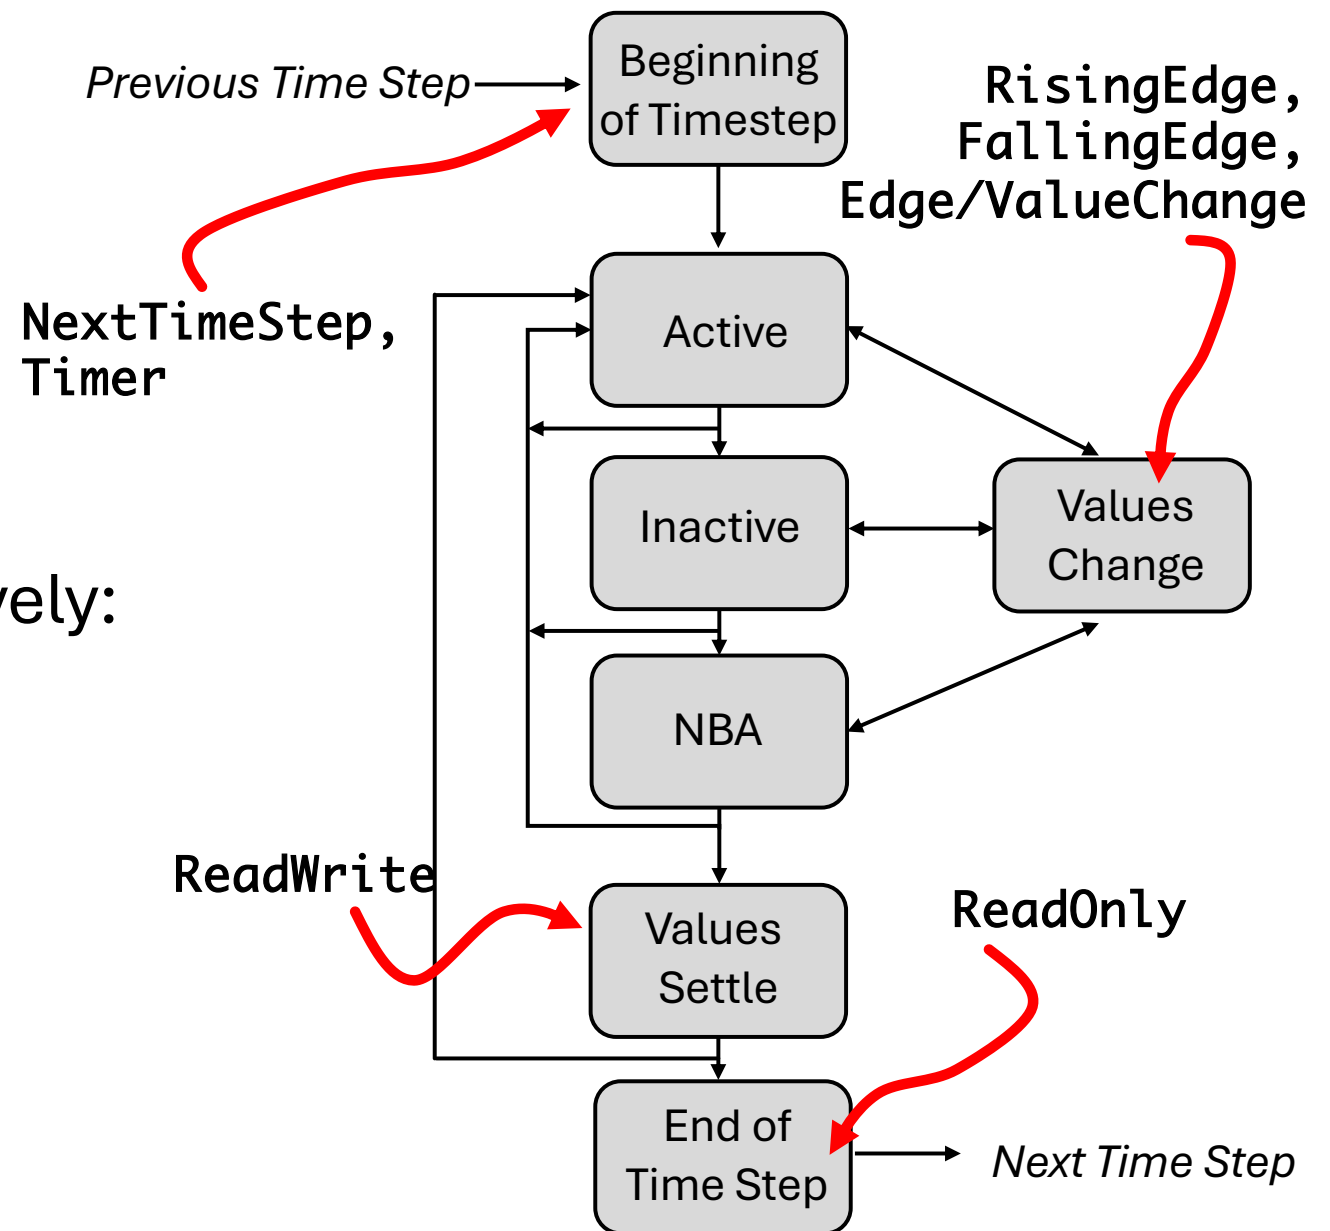 Previous Time Step
Beginning
of Timestep
RisingEdge,
FallingEdge,
Edge/ValueChange
NextTimeStep,
Timer
Active
Inactive
Values
Change
vely:
NBA
ReadWrite
Values
Settle
ReadOnly
End of
Time Step
Next Time Step